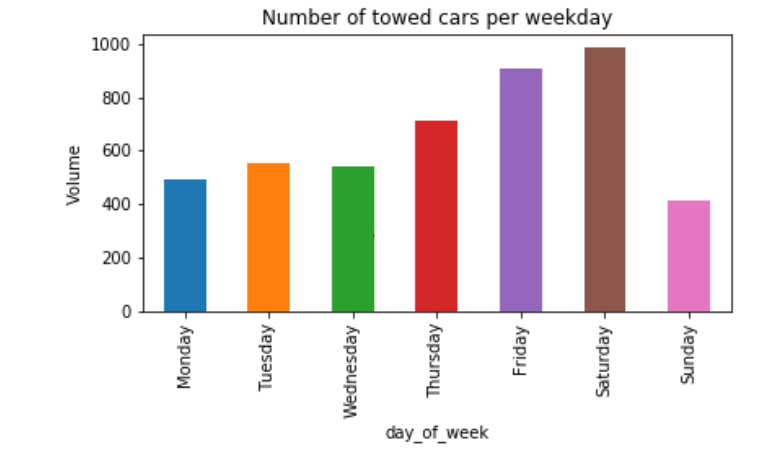 Number of towed cars per weekday
1000
800
600
400
200
0
Volume
Monday
Tuesday
Wednesday
Thursday
Friday
Saturday
Sunday
day_of_week